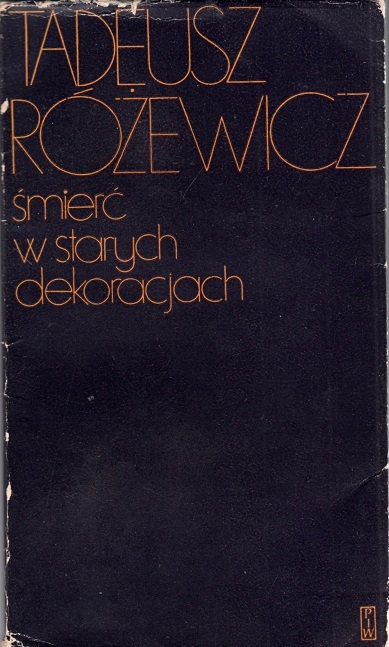 TADEUSZ
RÓŻEWICZ
śmierć
w starych
dekoracjach
PIW